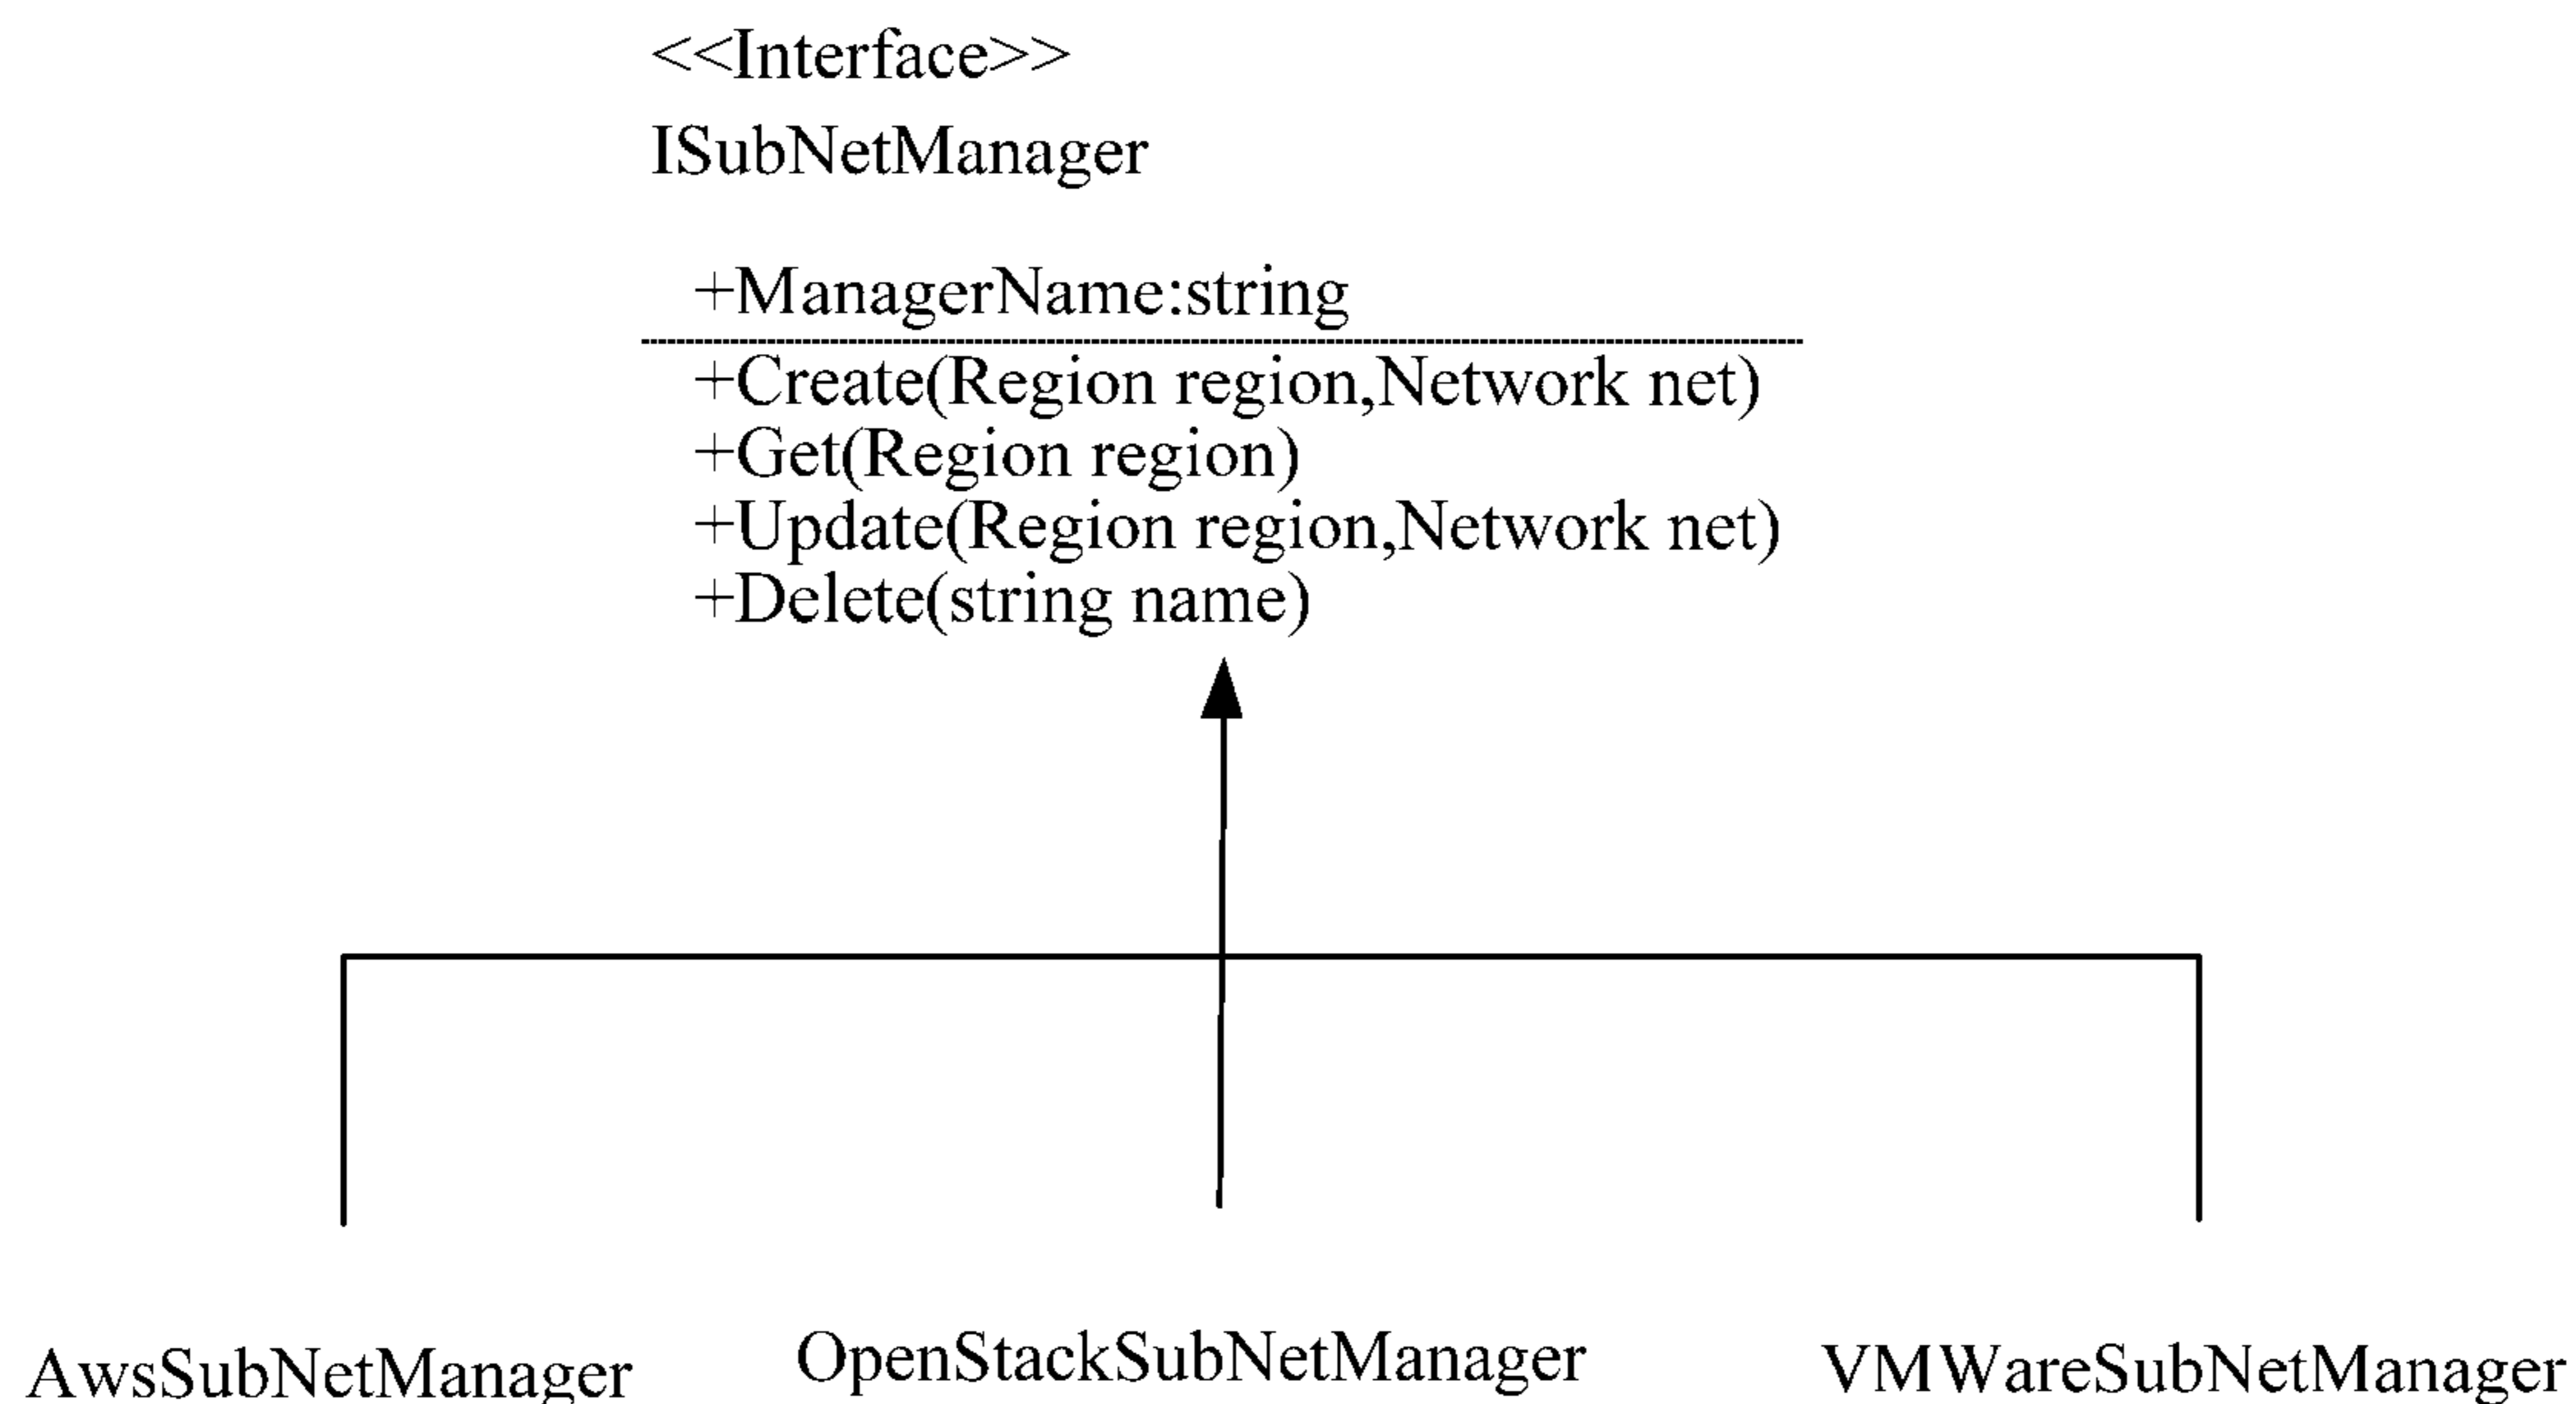 <<Interface>>
ISubNetManager
+ManagerName:string
+Create(Region region,Network net)
+Get(Region region)
+Update(Region region,Network net)
+Delete(string name)
AwsSubNetManager
OpenStackSubNetManager
VMWareSubNetManager